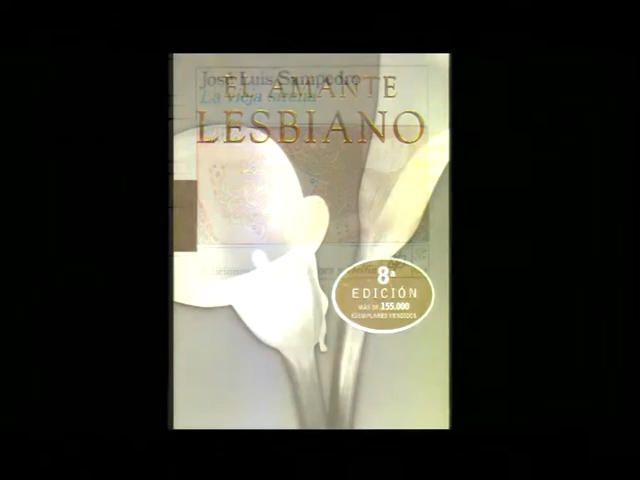 José Luis Sampedro
EL AMANTE
La vieja sirena
LESBIANO
8ª
EDICIÓN
MÁS DE 155.000
EJEMPLARES VENDIDOS